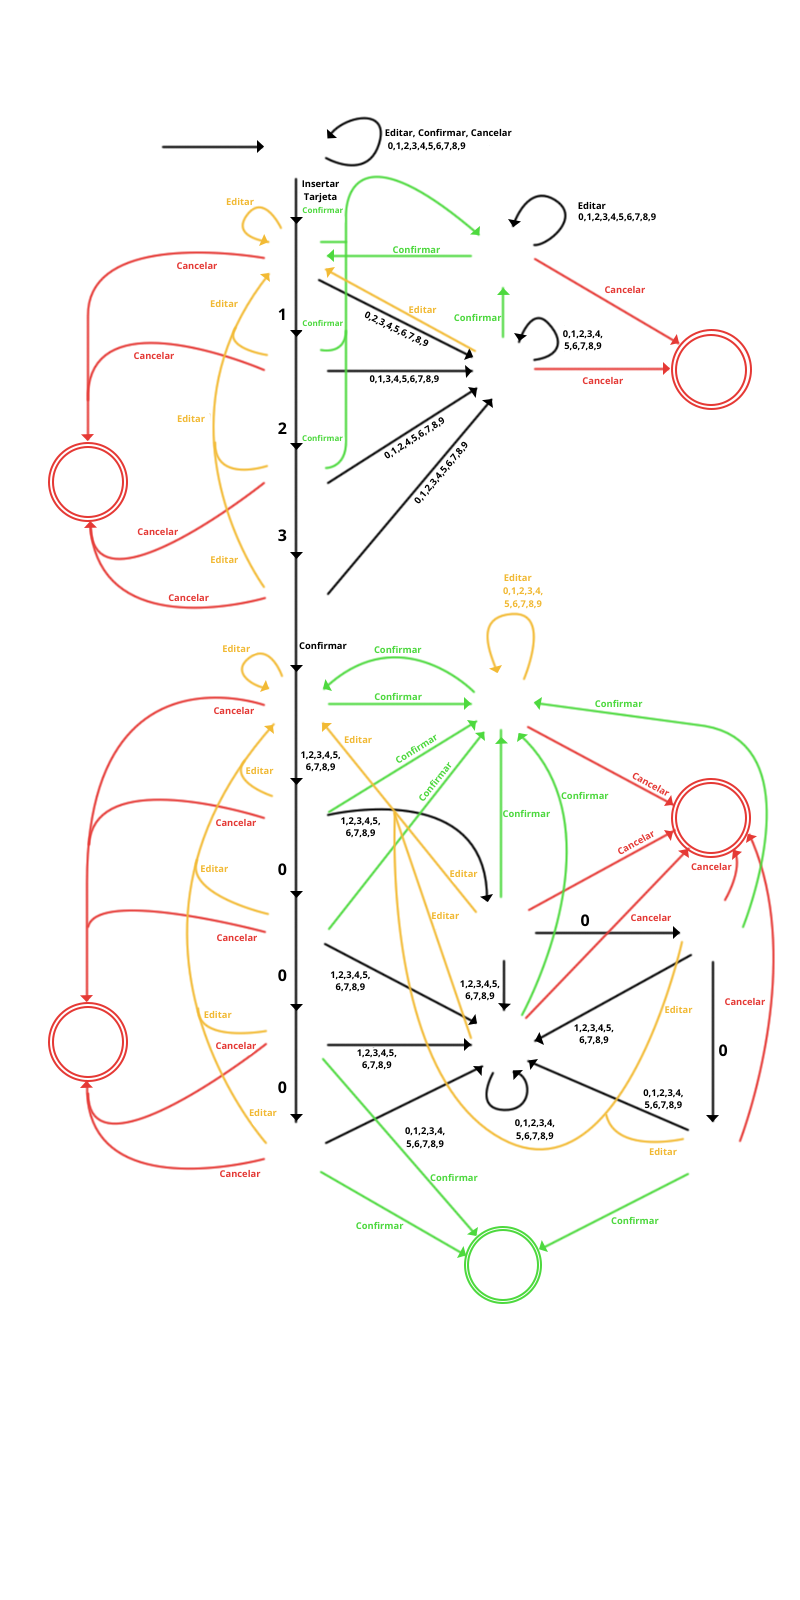 Editar, Confirmar, Cancelar
0,1,2,3,4,5,6,7,8,9
Insertar
Tarjeta
Editar
Confirmar
Editar
0,1,2,3,4,5,6,7,8,9
Confirmar
Cancelar
Cancelar
Editar
Editar
1
Confirmar
0,2,3,4,5,6,7,8,9
Confirmar
0,1,2,3,4,
5,6,7,8,9
Cancelar
0,1,3,4,5,6,7,8,9
Cancelar
Editar
2
Confirmar
0,1,2,4,5,6,7,8,9
0,1,2,3,4,5,6,7,8,9
Cancelar
3
Editar
Cancelar
Editar
0,1,2,3,4,
5,6,7,8,9
Editar
Confirmar
Confirmar
Cancelar
Confirmar
Confirmar
Editar
Confirmar
1,2,3,4,5,
6,7,8,9
Editar
Confirmar
Cancelar
Confirmar
Cancelar
1,2,3,4,5,
6,7,8,9
Confirmar
Cancelar
0
Editar
Editar
Cancelar
Editar
Cancelar
0
Cancelar
0
1,2,3,4,5,
6,7,8,9
1,2,3,4,5,
6,7,8,9
Editar
Cancelar
Editar
Cancelar
1,2,3,4,5,
6,7,8,9
1,2,3,4,5,
6,7,8,9
0
0
Editar
0,1,2,3,4,
5,6,7,8,9
0,1,2,3,4,
5,6,7,8,9
0,1,2,3,4,
5,6,7,8,9
Editar
Cancelar
Confirmar
Confirmar
Confirmar